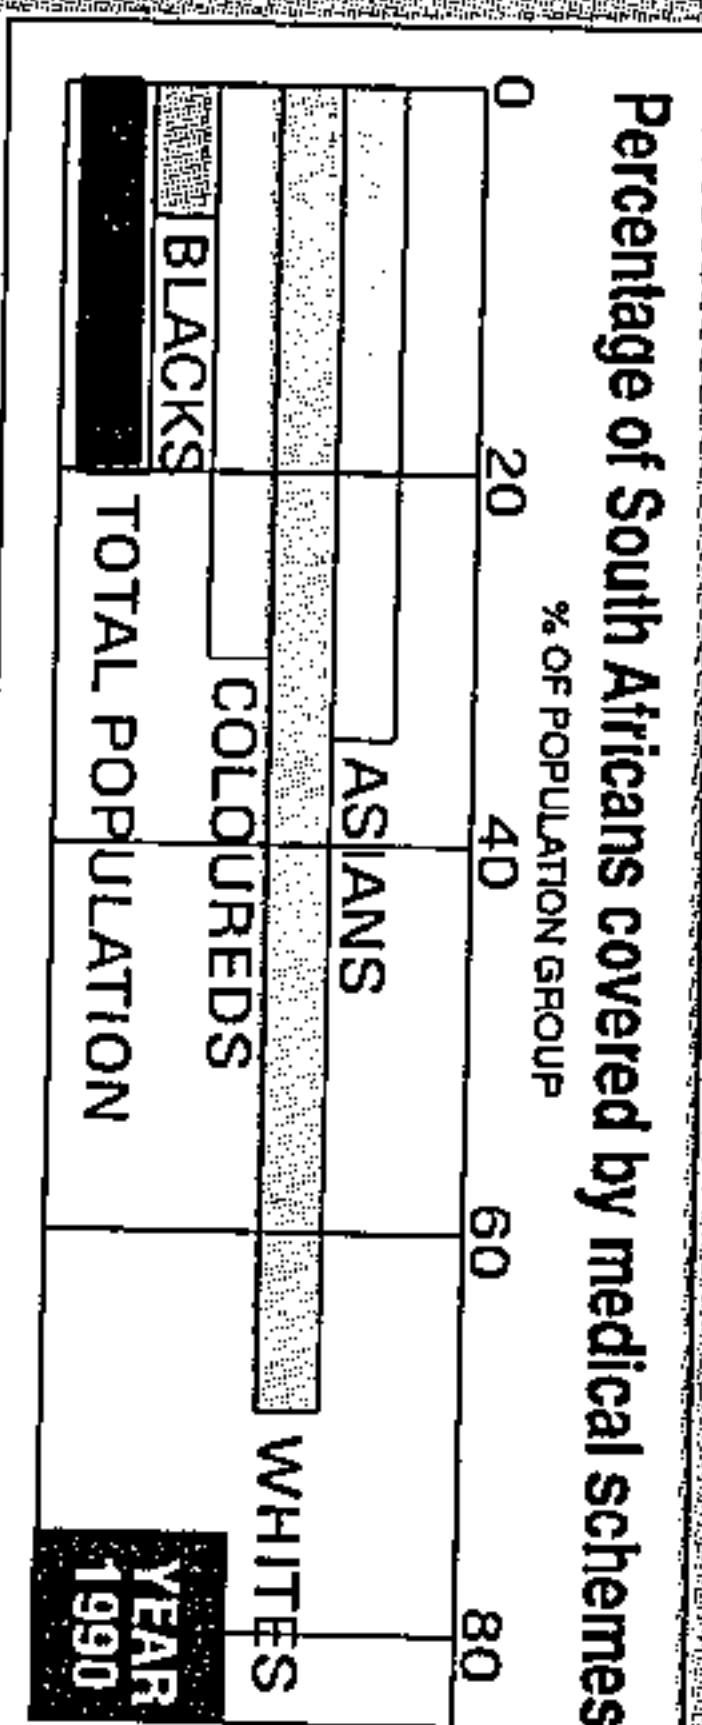 Percentage of South Africans covered by medical schemes
% OF POPULATION GROUP
0 20 40 60 80
ASIANS
WHITES
COLOUREDS
BLACKS
TOTAL POPULATION
YEAR
1990